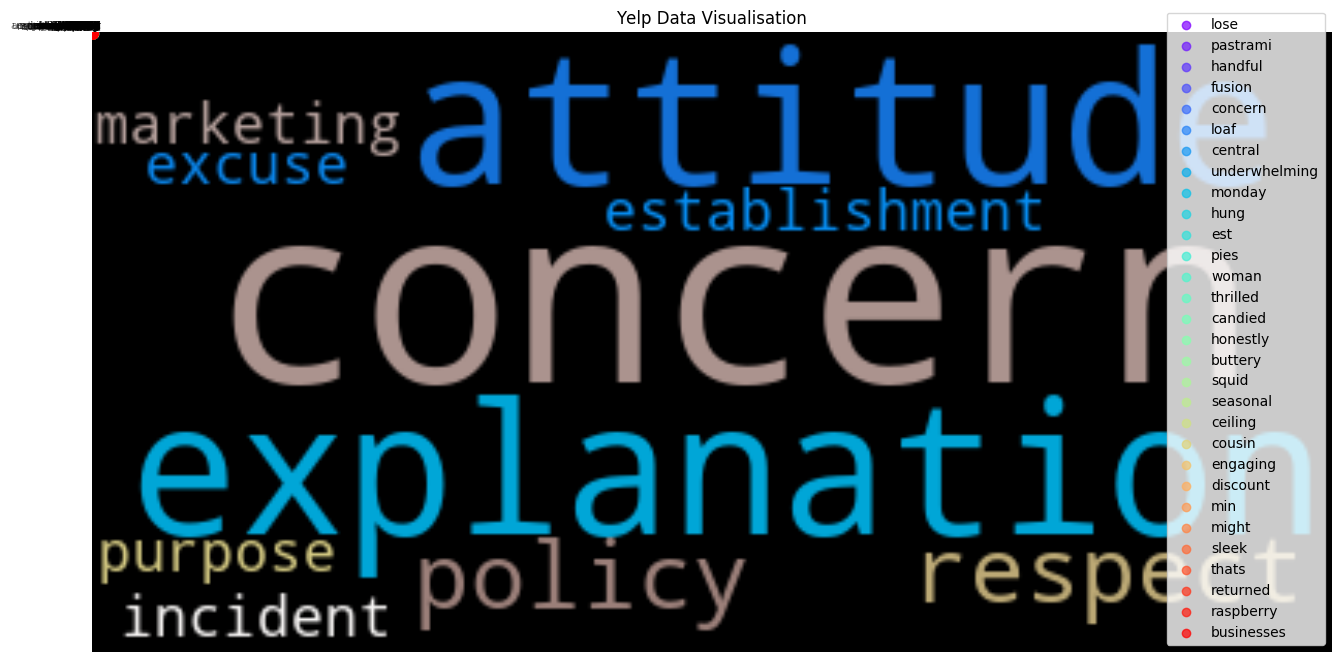 Yelp Data Visualisation
attitude
marketing
excuse
establishment
concern
explanation
purpose
policy
respect
incident
lose
pastrami
handful
fusion
concern
loaf
central
underwhelming
monday
hung
est
pies
woman
thrilled
candied
honestly
buttery
squid
seasonal
ceiling
cousin
engaging
discount
min
might
sleek
thats
returned
raspberry
businesses